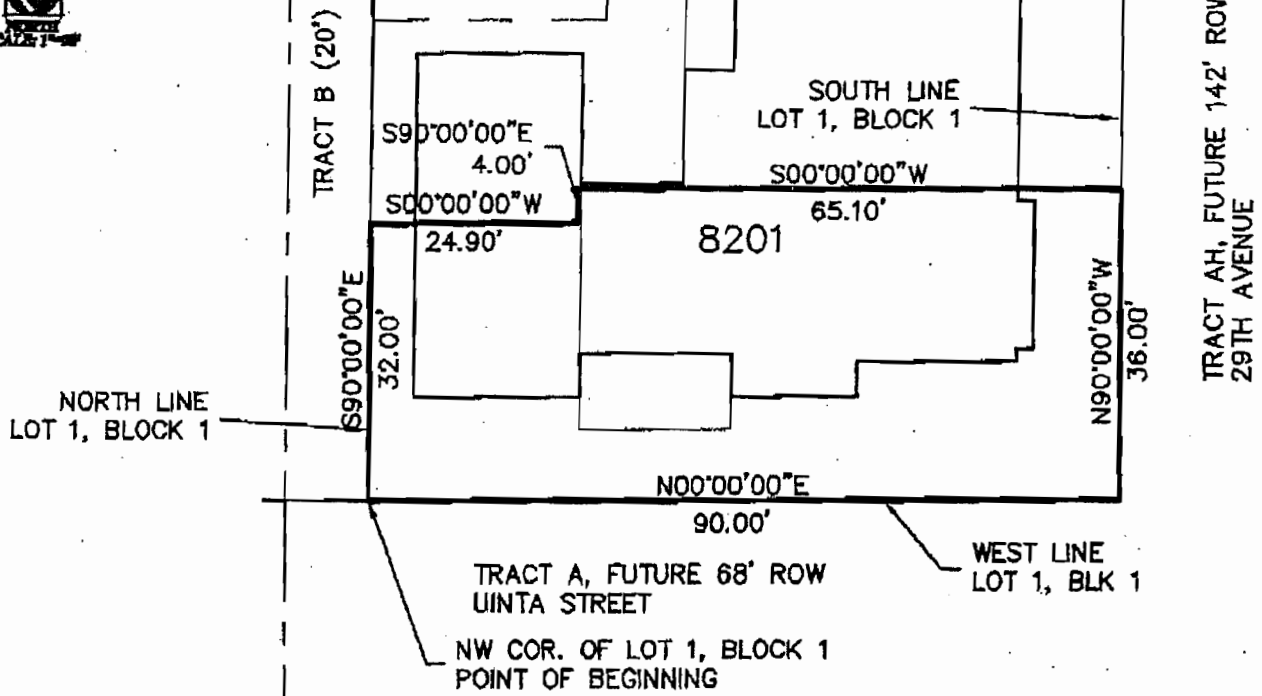 NORTH
TRACT B (20')
S90°00'00"E
4.00'
SOUTH LINE
LOT 1, BLOCK 1
S00°00'00"W
24.90'
S00°00'00"W
65.10'
8201
S90°00'00"E
32.00'
N90°00'00"W
36.00'
TRACT AH, FUTURE 142' ROW
29TH AVENUE
NORTH LINE
LOT 1, BLOCK 1
N00°00'00"E
90.00'
TRACT A, FUTURE 68' ROW
UINTA STREET
WEST LINE
LOT 1, BLK 1
NW COR. OF LOT 1, BLOCK 1
POINT OF BEGINNING